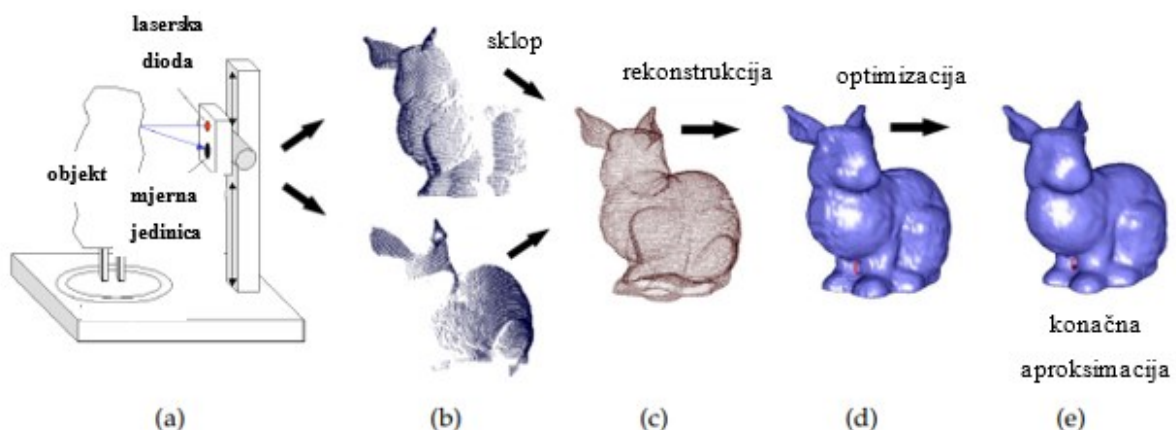 laserska
dioda
objekt
mjerna
jedinica
sklop
rekonstrukcija
optimizacija
konačna
aproksimacija
(a)
(b)
(c)
(d)
(e)